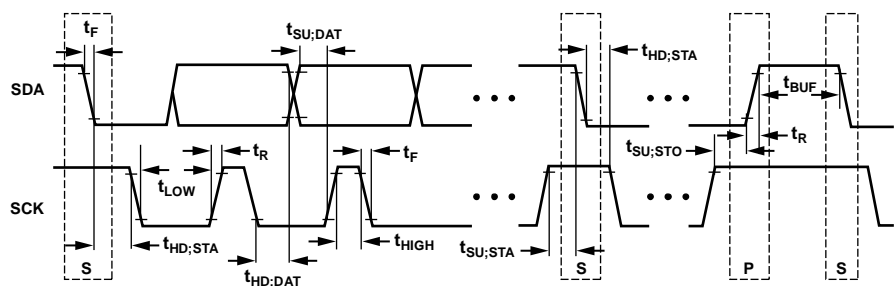 tF
tSU;DAT
tHD;STA
tBUF
SDA
tR
tF
tSU;STO
tR
tLOW
SCK
tHD;STA
tHD;DAT
tHIGH
tSU;STA
S
S
P
S